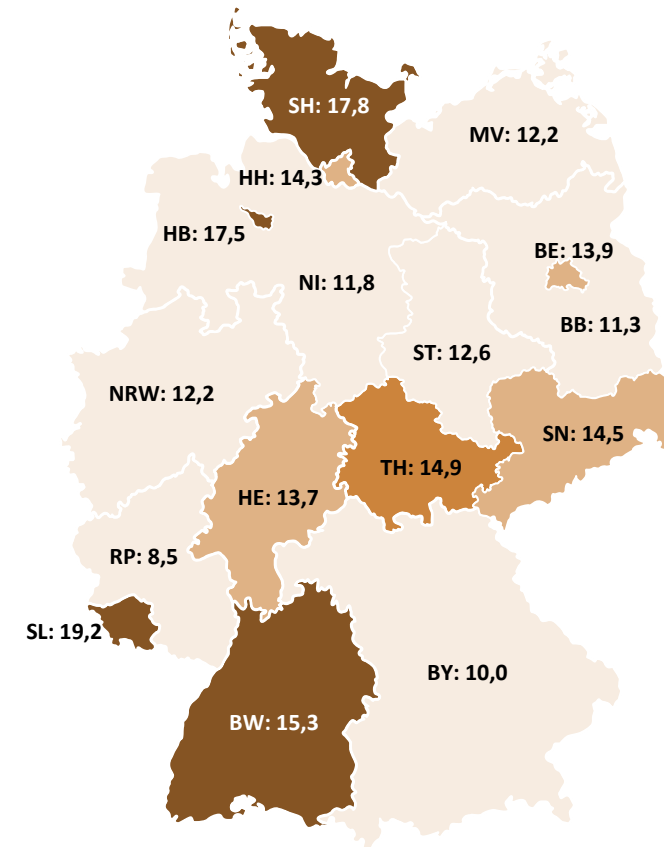 SH: 17,8
MV: 12,2
HH: 14,3
HB: 17,5
BE: 13,9
NI: 11,8
BB: 11,3
ST: 12,6
NRW: 12,2
SN: 14,5
TH: 14,9
HE: 13,7
RP: 8,5
SL: 19,2
BY: 10,0
BW: 15,3